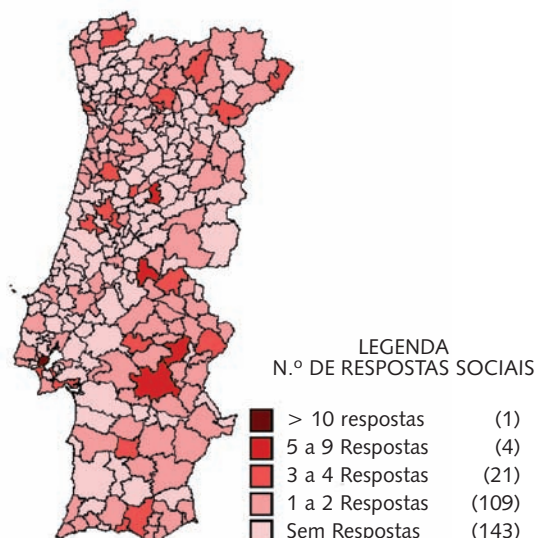 LEGENDA
N.º DE RESPOSTAS SOCIAIS
> 10 respostas (1)
5 a 9 Respostas (4)
3 a 4 Respostas (21)
1 a 2 Respostas (109)
Sem Respostas (143)